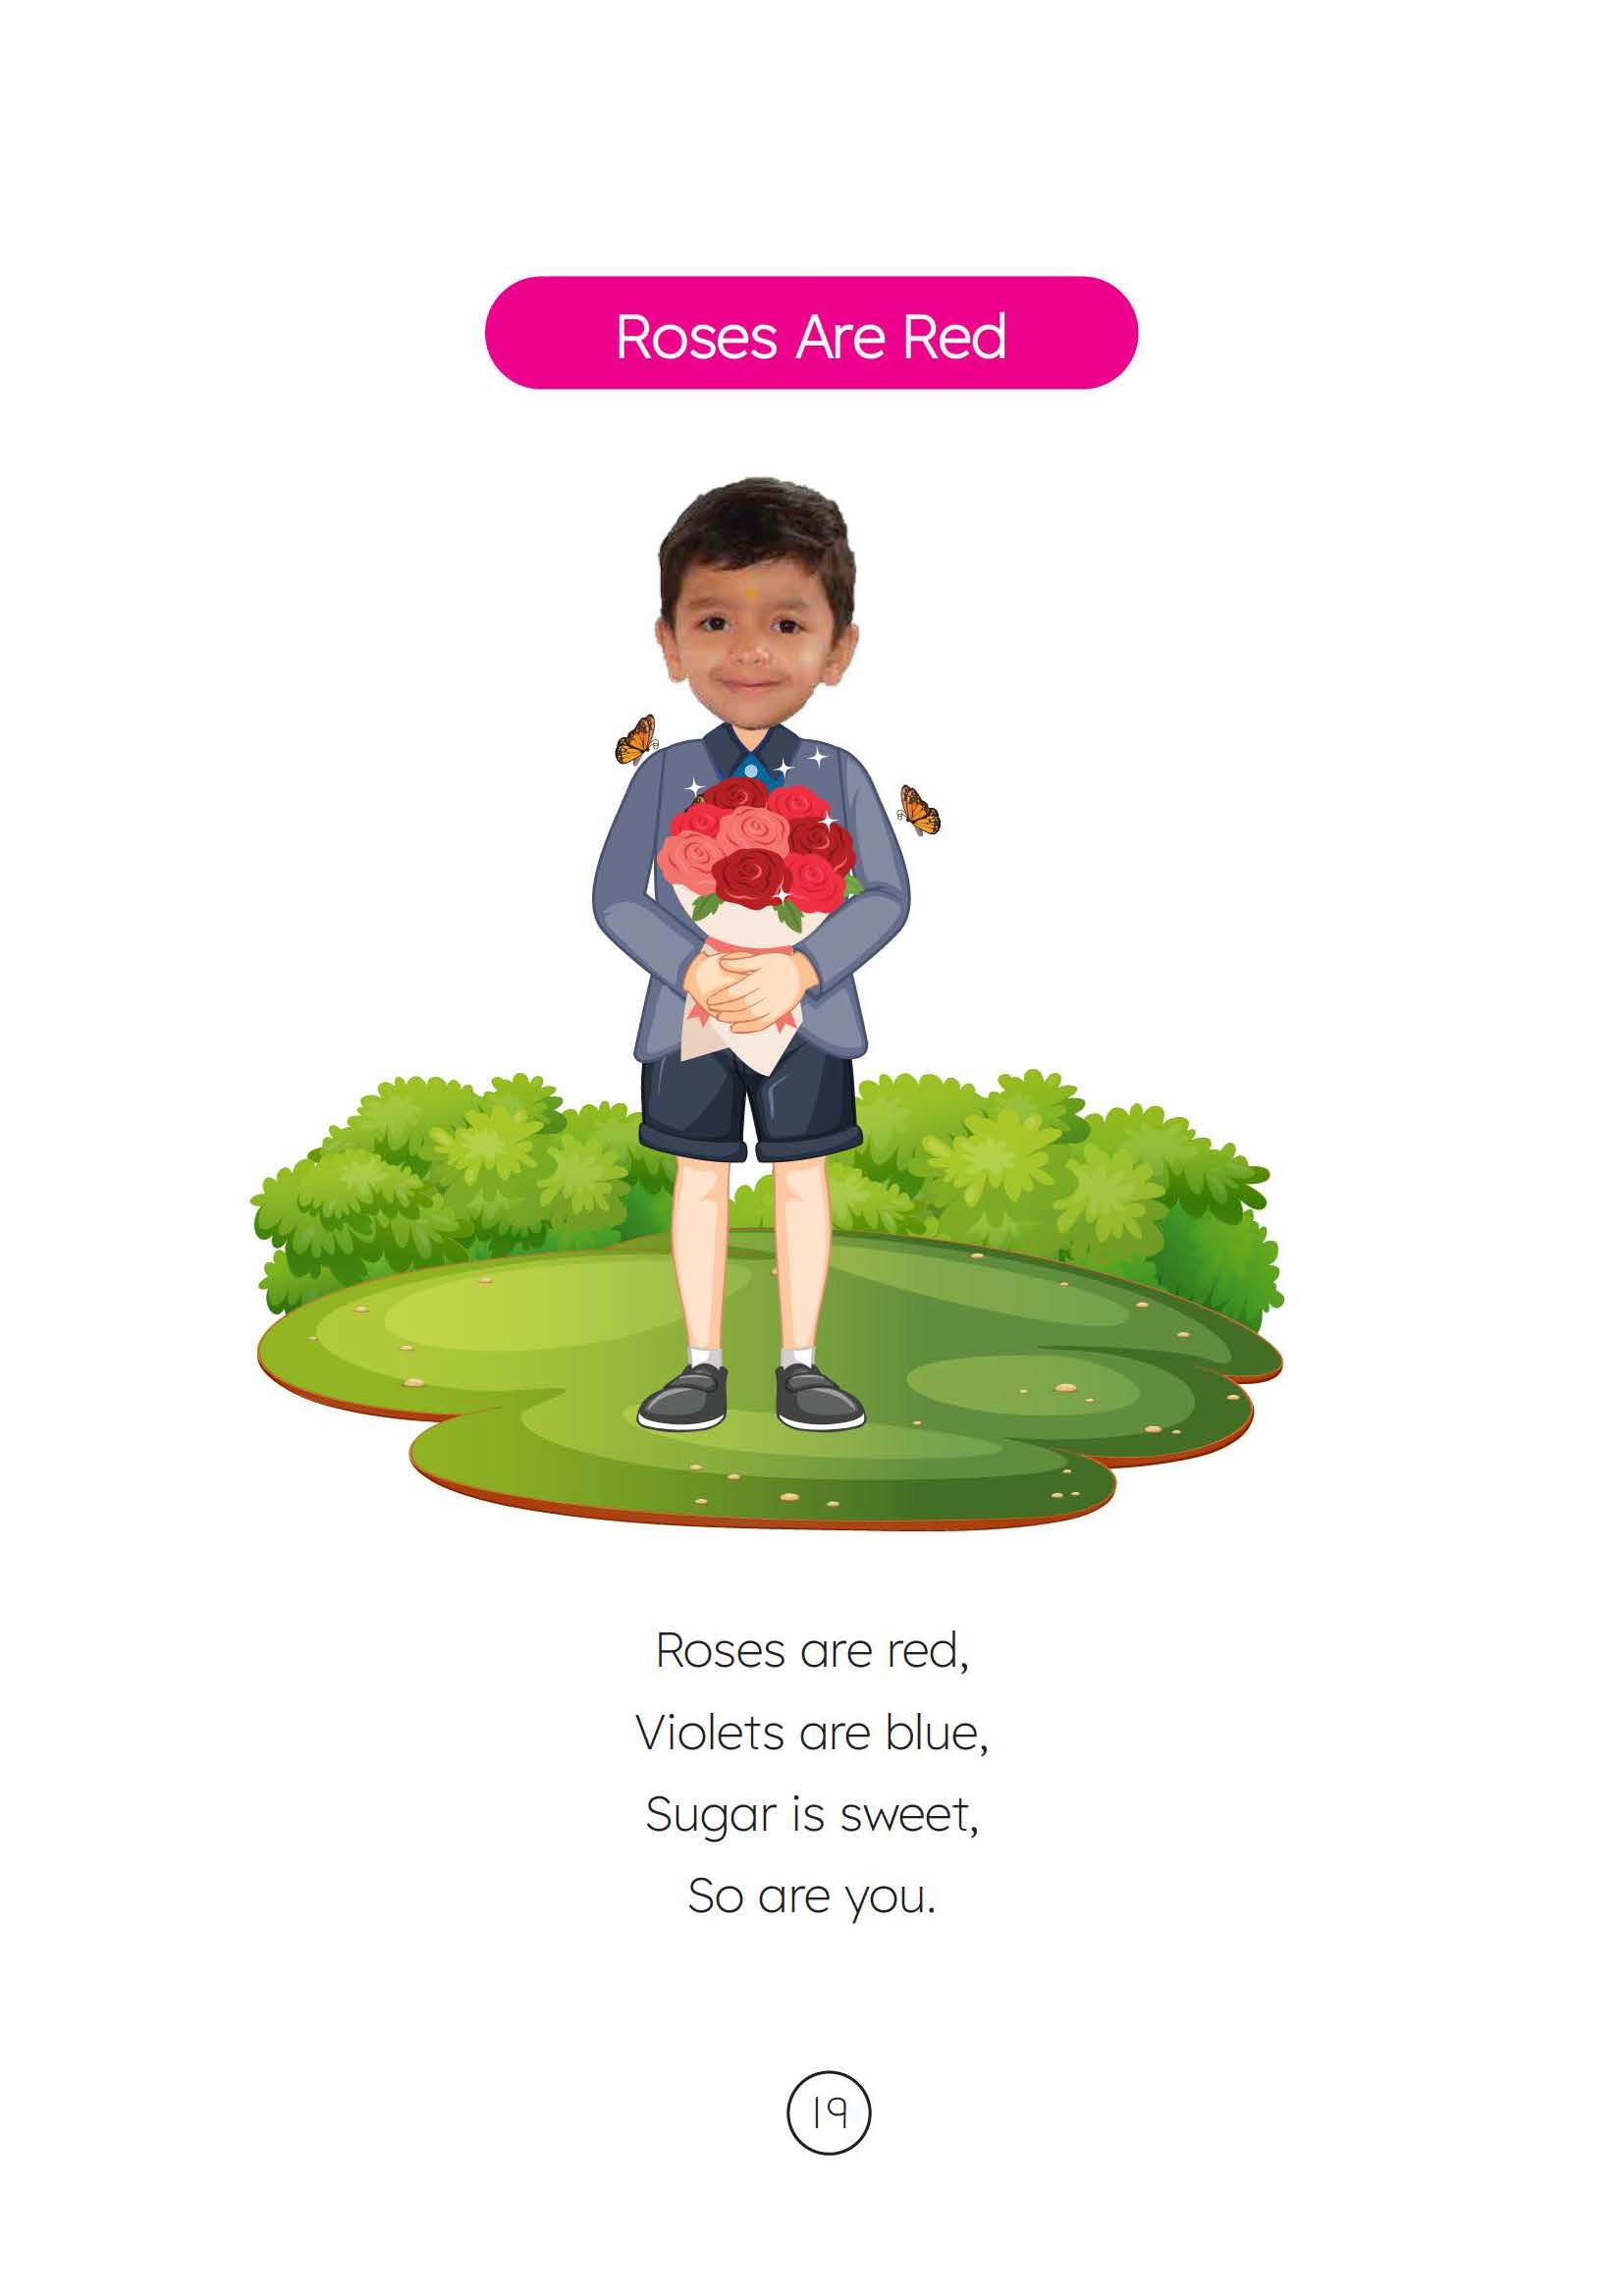 Roses Are Red
Roses are red,
Violets are blue,
Sugar is sweet,
So are you.
19